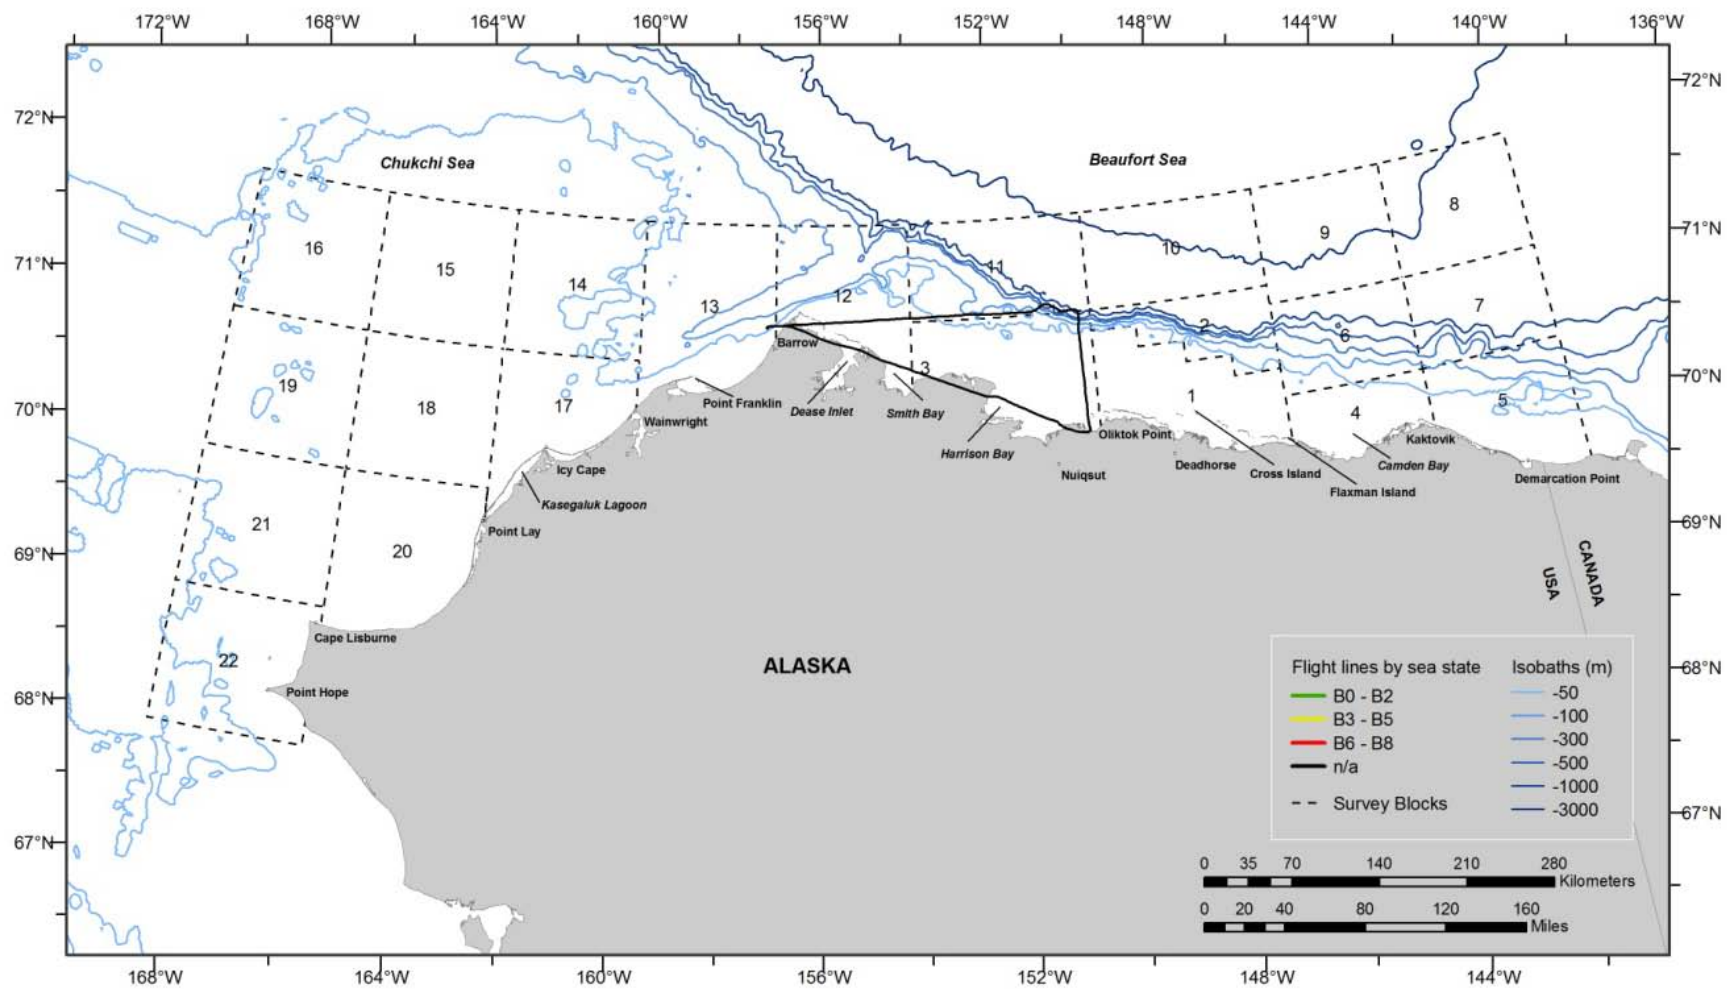 172°W 168°W 164°W 160°W 156°W 152°W 148°W 144°W 140°W 136°W
72°N 72°N
Chukchi Sea Beaufort Sea
8
9
16 10 71°N
71°N 15 11
14 12 7
13 2 6
Barrow
19 3 70°N
70°N 18 17 Point Franklin Dease Inlet Smith Bay 1 4 5
Wainwright Oliktok Point Kaktovik
Harrison Bay
Icy Cape Nuiqsut Deadhorse Cross Island Camden Bay Demarcation Point
Kasegaluk Lagoon Flaxman Island
21 Point Lay 69°N
69°N 20 USA CANADA
Cape Lisburne
22 ALASKA 68°N
68°N Point Hope
Flight lines by sea state Isobaths (m)
B0 - B2 -50
B3 - B5 -100
B6 - B8 -300
n/a -500
Survey Blocks -1000
-3000
67°N 67°N
0 35 70 140 210 280
Kilometers
0 20 40 80 120 160
Miles
168°W 164°W 160°W 156°W 152°W 148°W 144°W